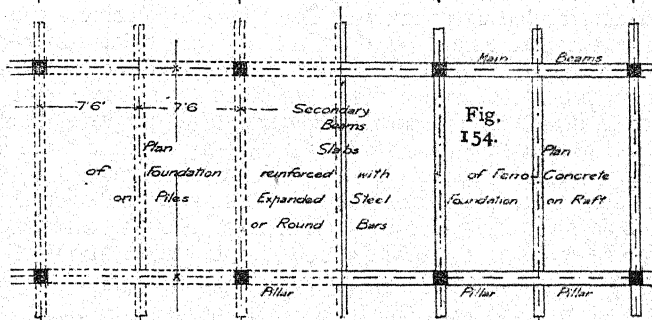 Main Beams
7'6" 7'6
Secondary
Beams
Slabs
reinforced with
Expanded Steel
or Round Bars
Fig.
154.
Plan
of Foundation
on Piles
Plan
of Ferro-Concrete
Foundation on Raft
Pillar Pillar Pillar